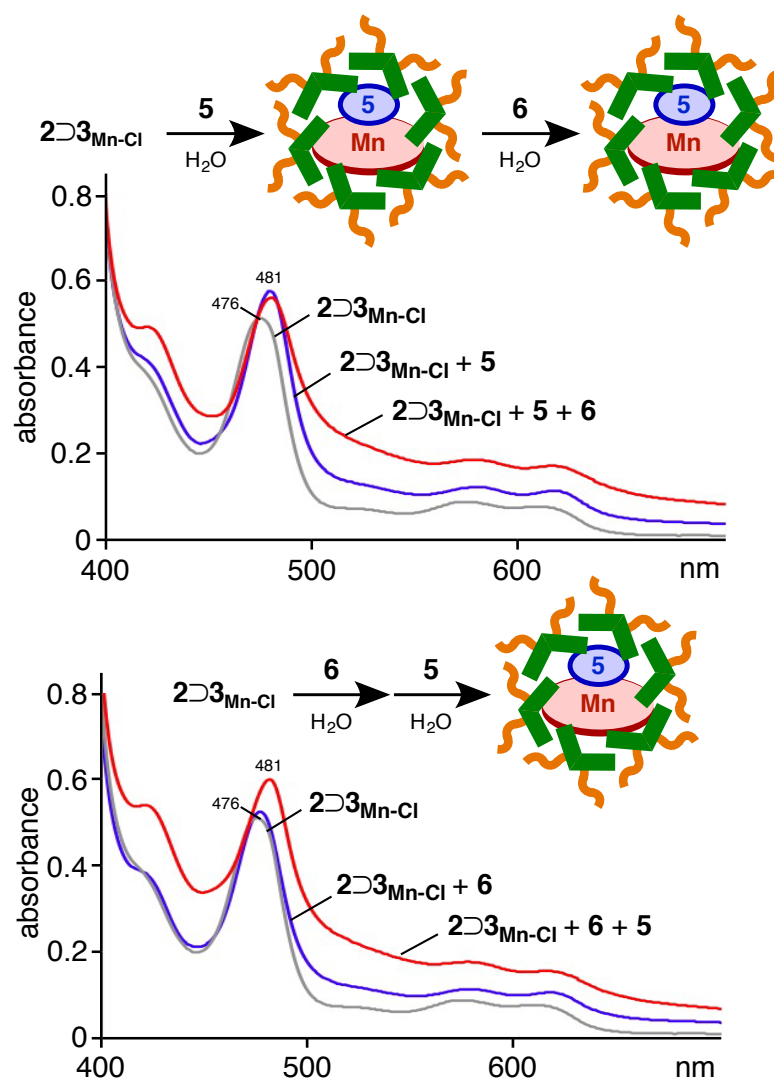 2⊃3Mn-Cl
5
H2O
5
Mn
6
H2O
5
Mn
absorbance
0.8
0.6
0.4
0.2
0
476
481
2⊃3Mn-Cl
2⊃3Mn-Cl + 5
2⊃3Mn-Cl + 5 + 6
400
500
600
nm
2⊃3Mn-Cl
6
H2O
5
H2O
5
Mn
absorbance
0.8
0.6
0.4
0.2
0
476
481
2⊃3Mn-Cl
2⊃3Mn-Cl + 6
2⊃3Mn-Cl + 6 + 5
400
500
600
nm